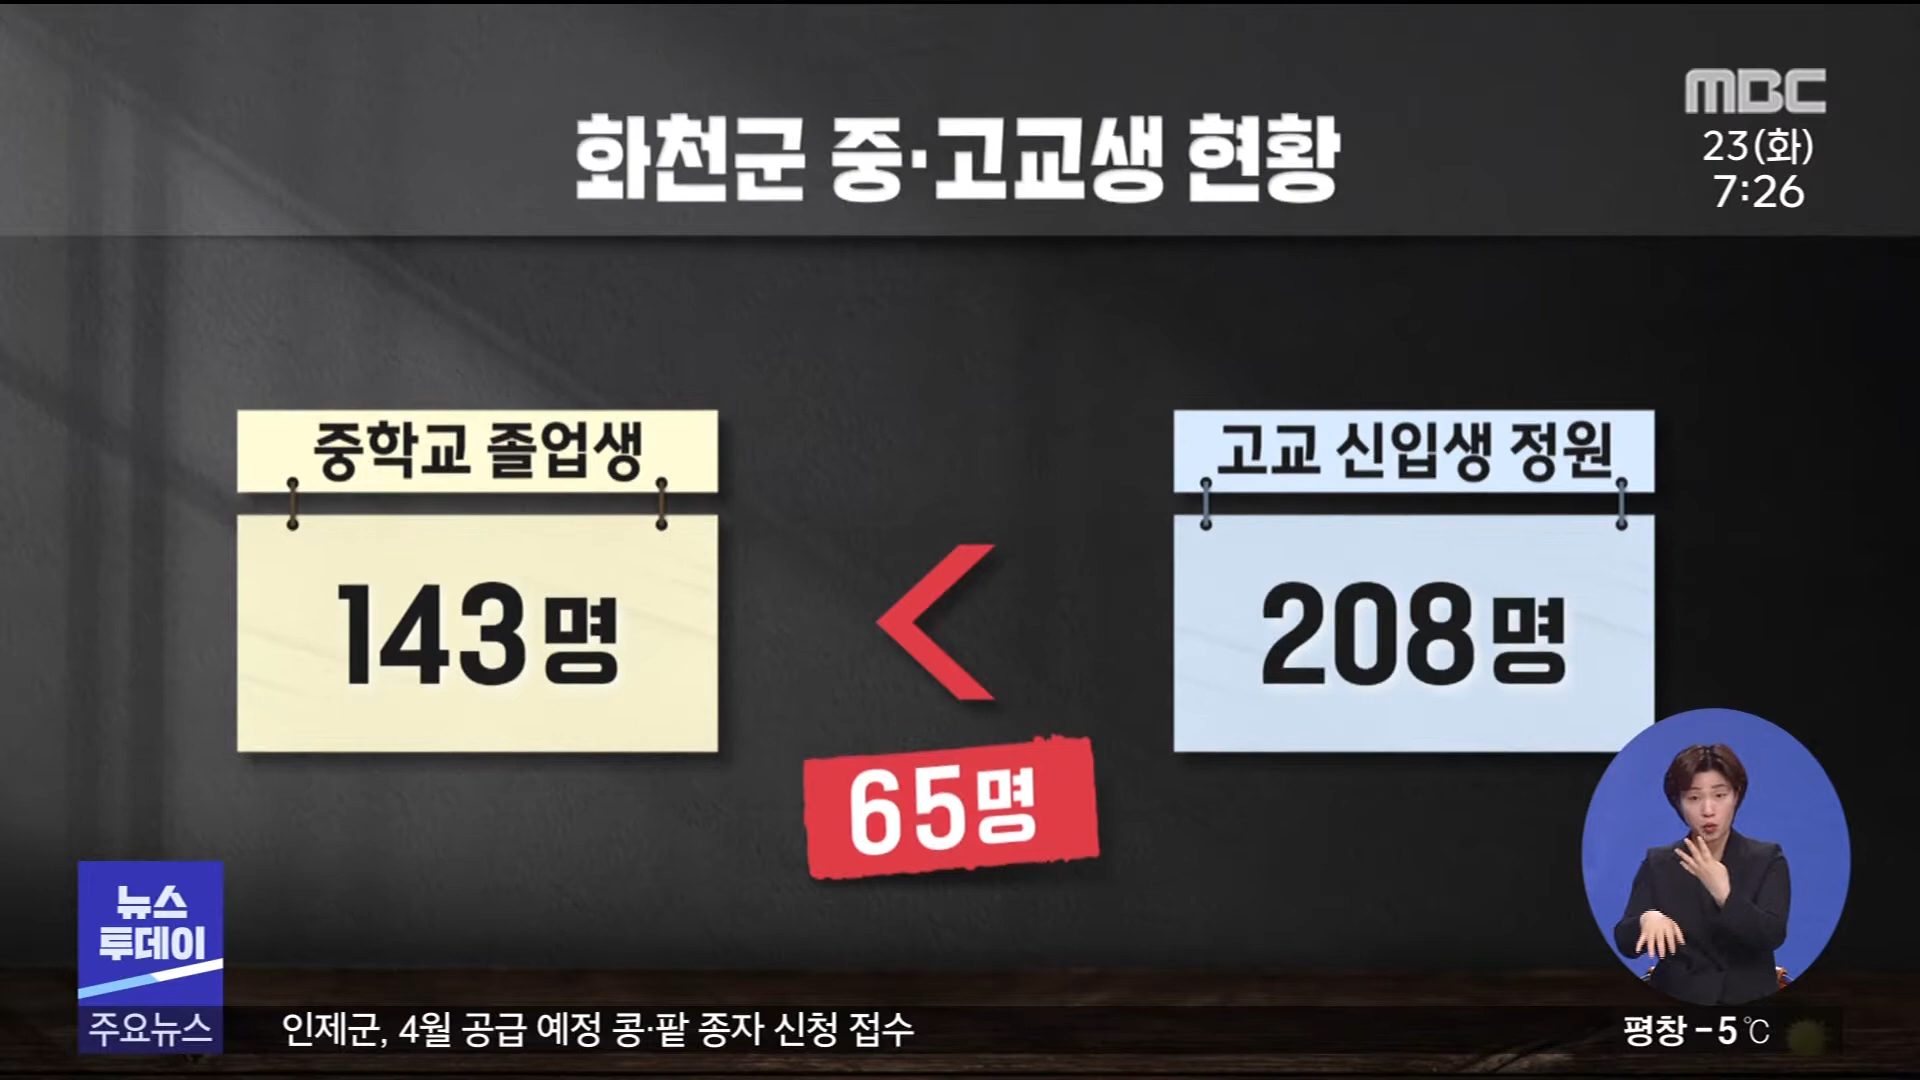 화천군 중·고교생 현황
MBC
23(화)
7:26
중학교 졸업생
143명
<
고교 신입생 정원
208명
65명
뉴스
투데이
주요뉴스
인제군, 4월 공급 예정 콩·팥 종자 신청 접수
평창 -5℃